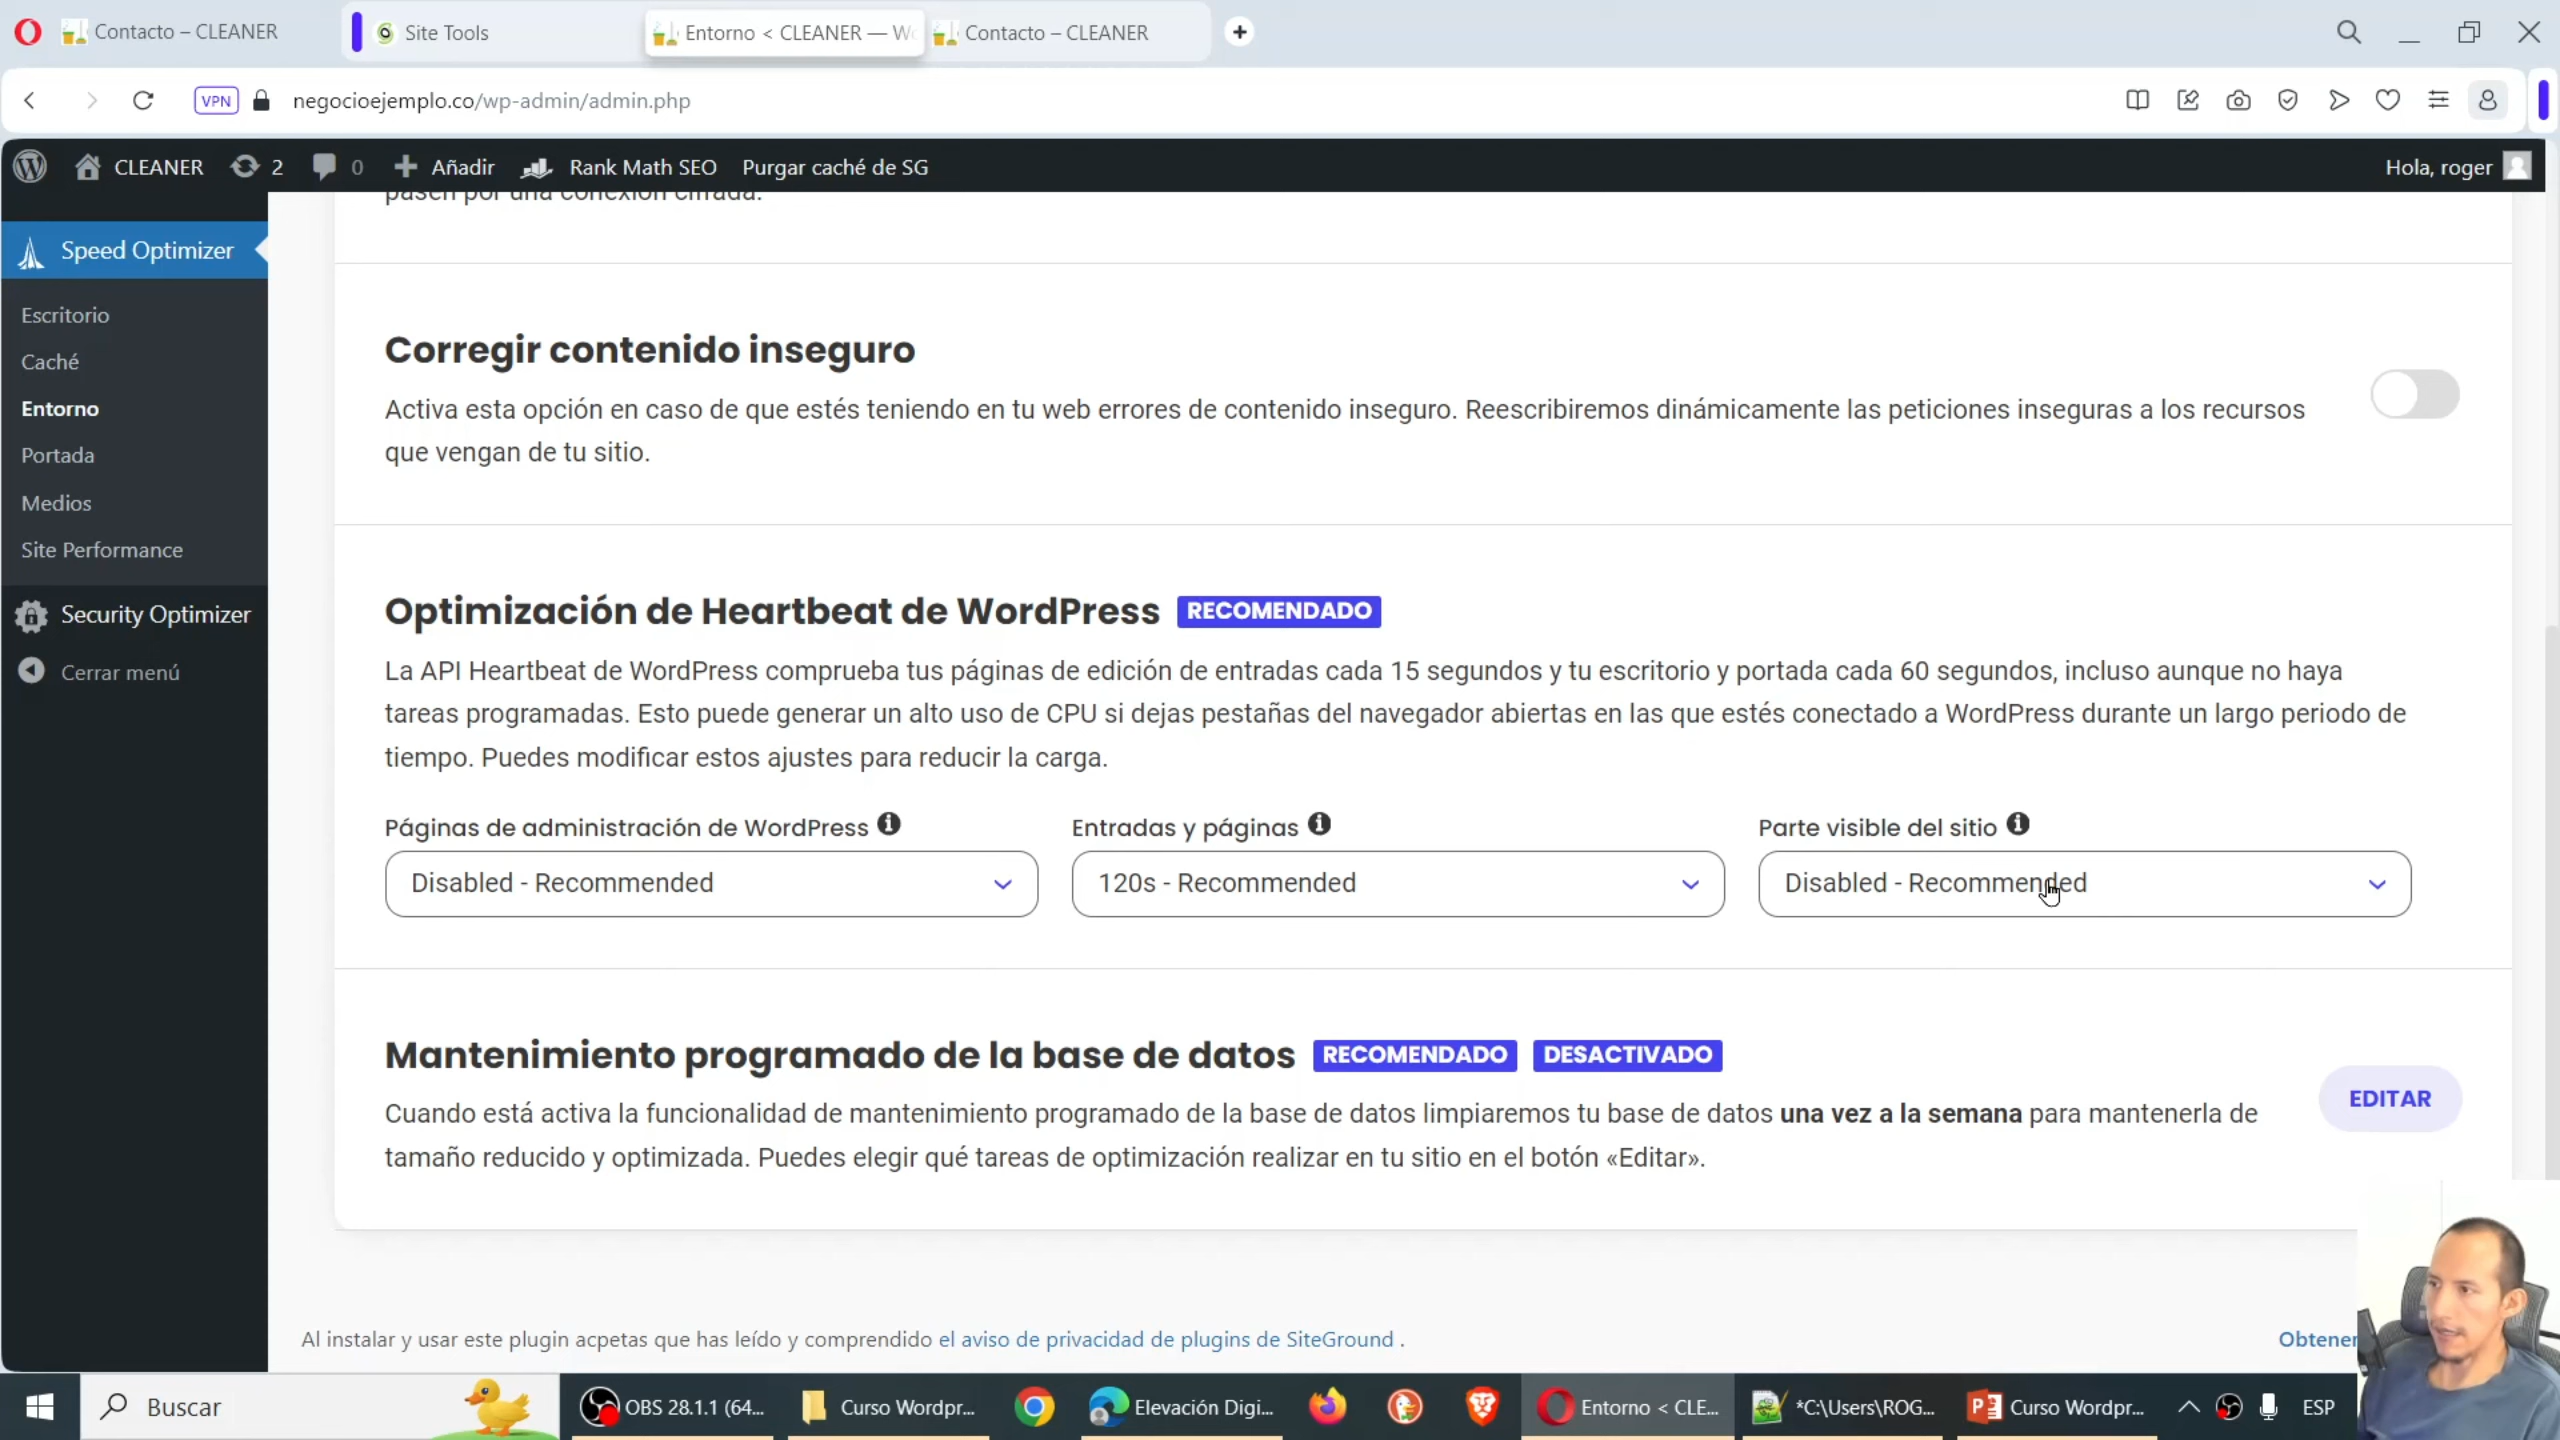 Contacto – CLEANER
Site Tools
Entorno < CLEANER — W
Contacto – CLEANER
VPN
negocioejemplo.co/wp-admin/admin.php
CLEANER
2
0
Añadir
Rank Math SEO
Purgar caché de SG
Hola, roger
pasen por una conexión cifrada.
Speed Optimizer
Escritorio
Caché
Entorno
Portada
Medios
Site Performance
Security Optimizer
Cerrar menú
Corregir contenido inseguro
Activa esta opción en caso de que estés teniendo en tu web errores de contenido inseguro. Reescribiremos dinámicamente las peticiones inseguras a los recursos
que vengan de tu sitio.
Optimización de Heartbeat de WordPress RECOMENDADO
La API Heartbeat de WordPress comprueba tus páginas de edición de entradas cada 15 segundos y tu escritorio y portada cada 60 segundos, incluso aunque no haya
tareas programadas. Esto puede generar un alto uso de CPU si dejas pestañas del navegador abiertas en las que estés conectado a WordPress durante un largo periodo de
tiempo. Puedes modificar estos ajustes para reducir la carga.
Páginas de administración de WordPress
Disabled - Recommended
Entradas y páginas
120s - Recommended
Parte visible del sitio
Disabled - Recommended
Mantenimiento programado de la base de datos RECOMENDADO DESACTIVADO
Cuando está activa la funcionalidad de mantenimiento programado de la base de datos limpiaremos tu base de datos una vez a la semana para mantenerla de
tamaño reducido y optimizada. Puedes elegir qué tareas de optimización realizar en tu sitio en el botón «Editar».
EDITAR
Al instalar y usar este plugin acpetas que has leído y comprendido el aviso de privacidad de plugins de SiteGround .
Obtener
Buscar
OBS 28.1.1 (64...
Curso Wordpr...
Elevación Digi...
Entorno < CLE...
*C:\Users\ROG...
Curso Wordpr...
ESP